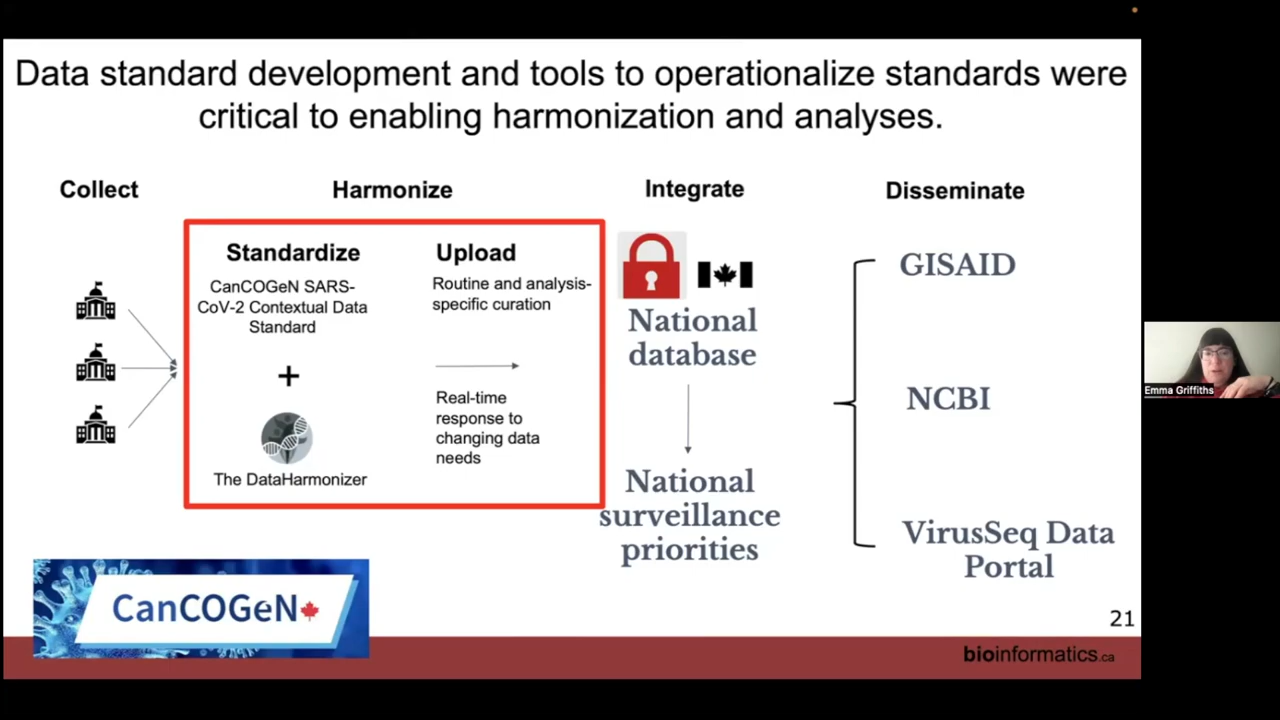 Data standard development and tools to operationalize standards were
critical to enabling harmonization and analyses.
Collect
Harmonize
Integrate
Disseminate
Standardize
CanCOGeN SARS-
CoV-2 Contextual Data
Standard
+
The DataHarmonizer
Upload
Routine and analysis-
specific curation
Real-time
response to
changing data
needs
National
database
National
surveillance
priorities
GISAID
NCBI
VirusSeq Data
Portal
CanCOGeN
21
bioinformatics.ca
Emma Griffiths